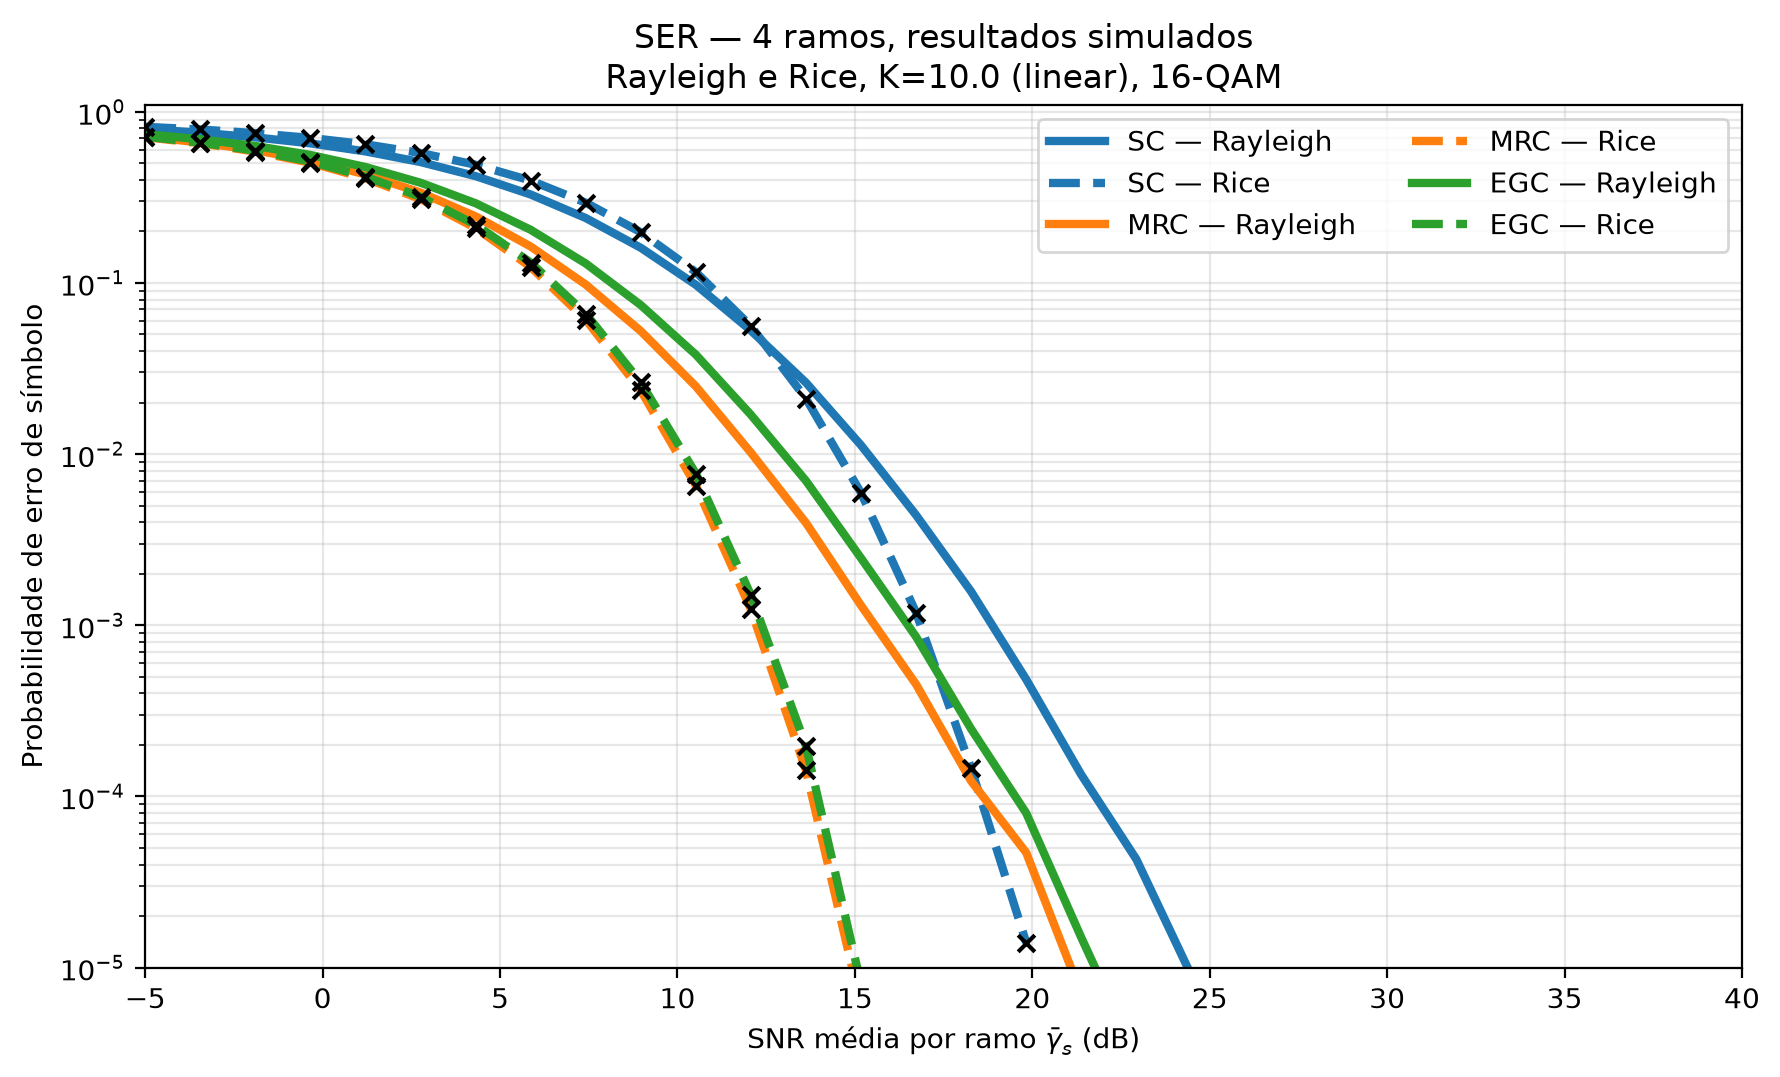 SER — 4 ramos, resultados simulados
Rayleigh e Rice, K=10.0 (linear), 16-QAM
SC — Rayleigh
SC — Rice
MRC — Rayleigh
MRC — Rice
EGC — Rayleigh
EGC — Rice
Probabilidade de erro de símbolo
10⁰
10⁻¹
10⁻²
10⁻³
10⁻⁴
10⁻⁵
−5 0 5 10 15 20 25 30 35 40
SNR média por ramo γ̄ₛ (dB)